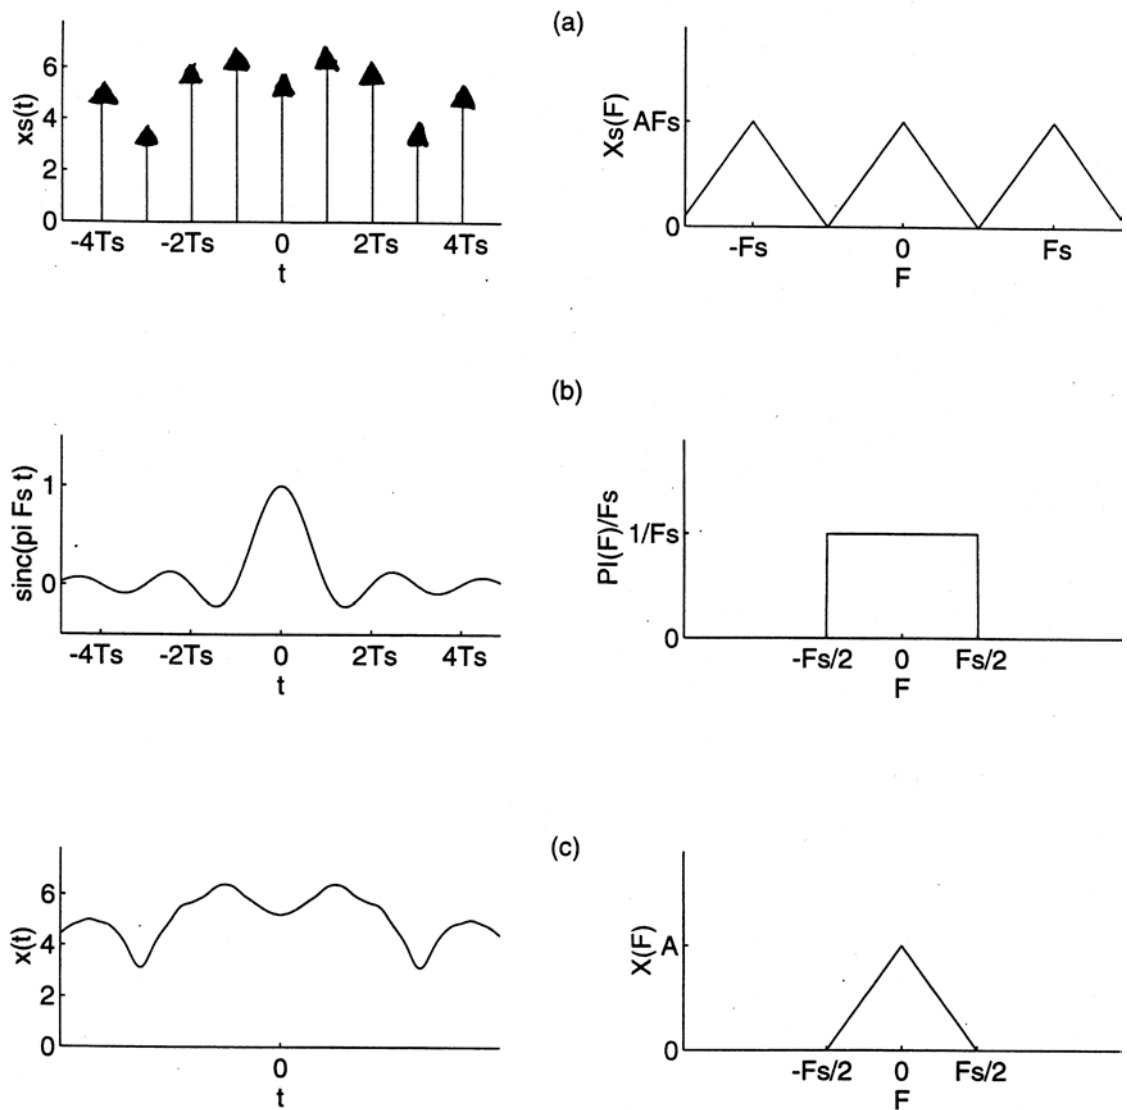 (a)
xs(t)
6
4
2
0
-4Ts -2Ts 0 2Ts 4Ts
t
Xs(F)
AFs
0
-Fs 0 Fs
F
(b)
sinc(pi Fs t)
1
0
-4Ts -2Ts 0 2Ts 4Ts
t
PI(F)/Fs
1/Fs
0
-Fs/2 0 Fs/2
F
(c)
x(t)
6
4
2
0
0
t
X(F)
A
0
-Fs/2 0 Fs/2
F